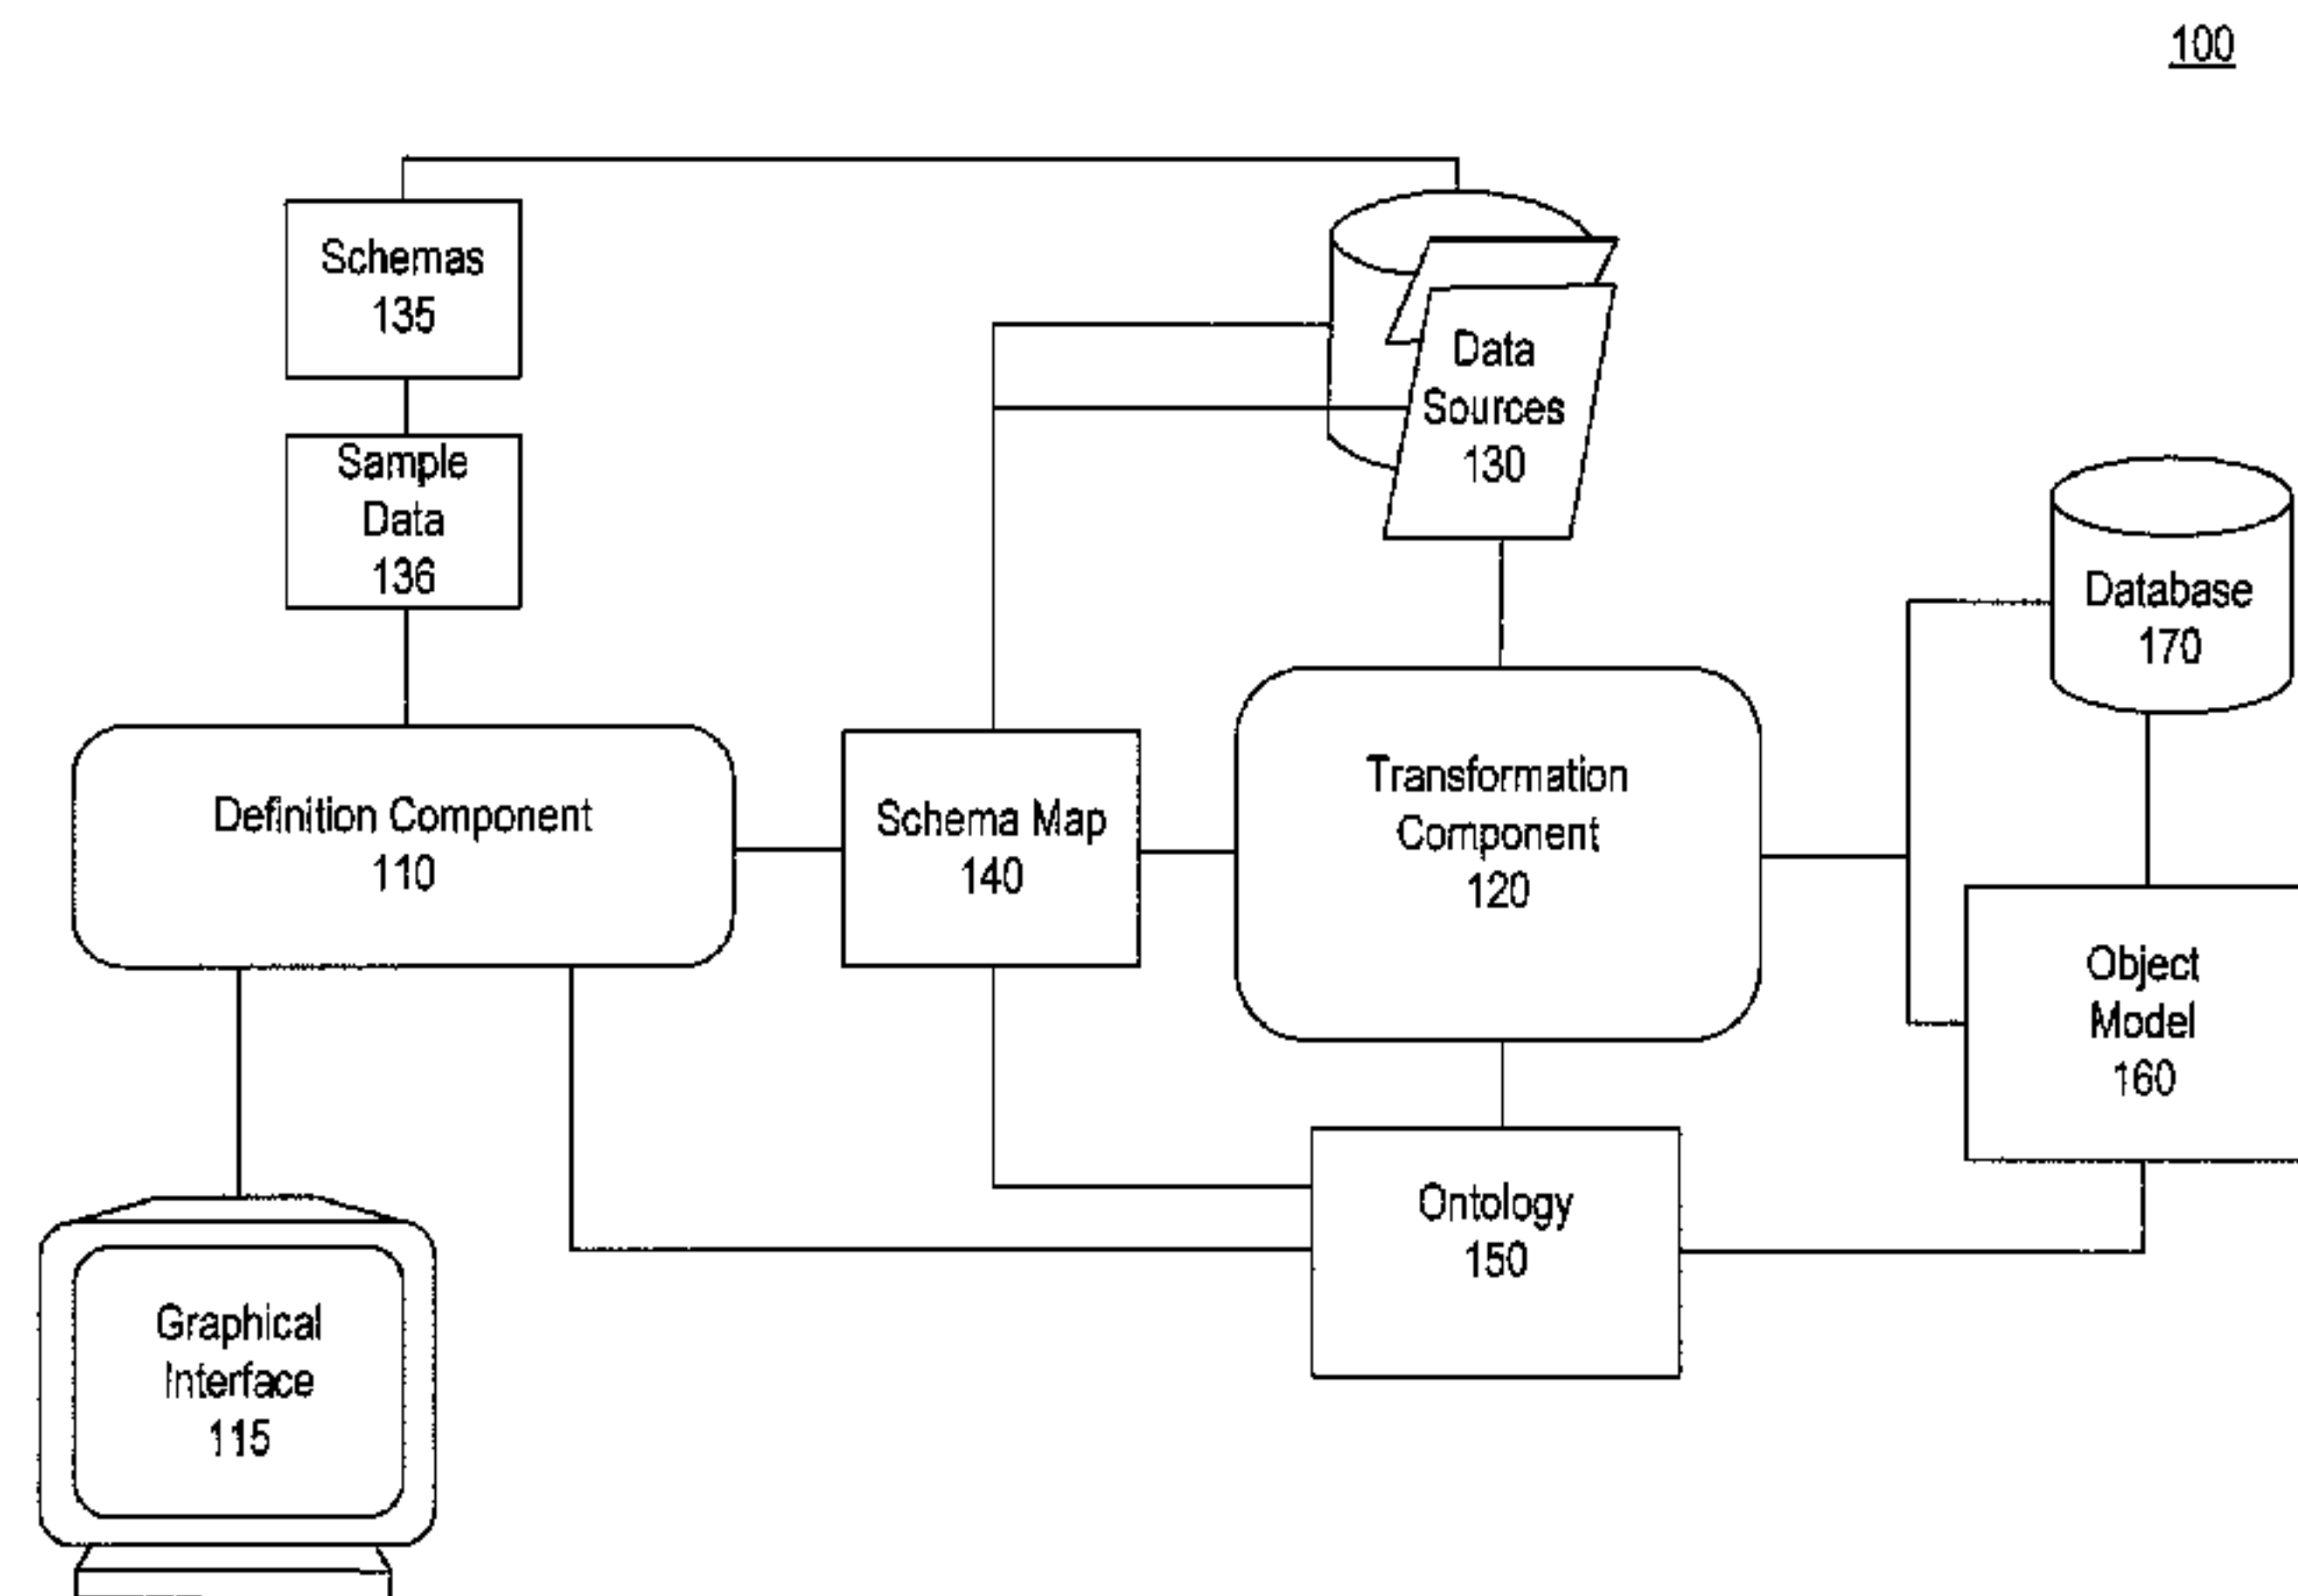 100
Schemas
135
Sample
Data
136
Data
Sources
130
Database
170
Definition Component
110
Schema Map
140
Transformation
Component
120
Object
Model
160
Ontology
150
Graphical
Interface
115